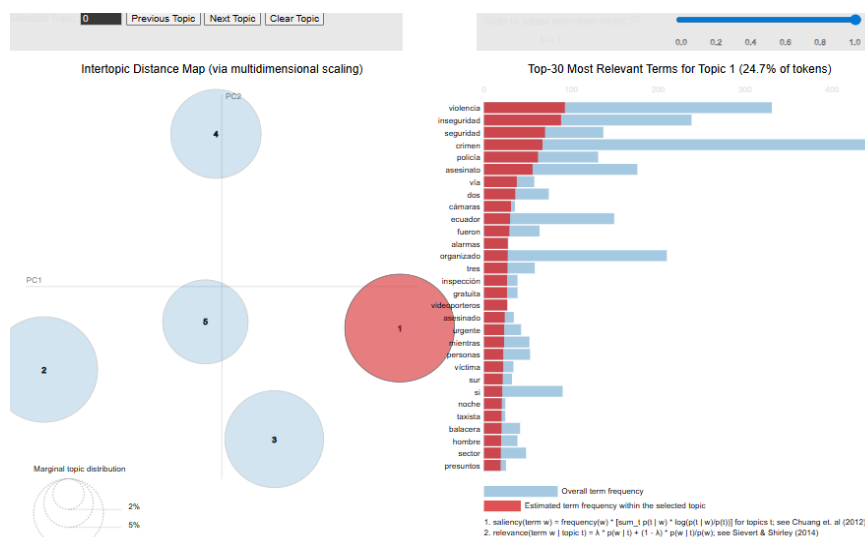 0 Previous Topic Next Topic Clear Topic
0,0 0,2 0,4 0,6 0,8 1,0
Intertopic Distance Map (via multidimensional scaling)
PC2
PC1
4
5
1
2
3
Marginal topic distribution
2%
5%
Top-30 Most Relevant Terms for Topic 1 (24.7% of tokens)
0 100 200 300 400
violencia
inseguridad
seguridad
crimen
policía
asesinato
vía
dos
cámaras
ecuador
fueron
alarmas
organizado
tres
inspección
gratuita
videoporteros
asesinado
urgente
mientras
personas
víctima
sur
si
noche
taxista
balacera
hombre
sector
presuntos
Overall term frequency
Estimated term frequency within the selected topic
1. saliency(term w) = frequency(w) * [sum_t p(t | w) * log(p(t | w)/p(t))] for topics t; see Chuang et. al (2012)
2. relevance(term w | topic t) = λ * p(w | t) + (1 - λ) * p(w | t)/p(w); see Sievert & Shirley (2014)